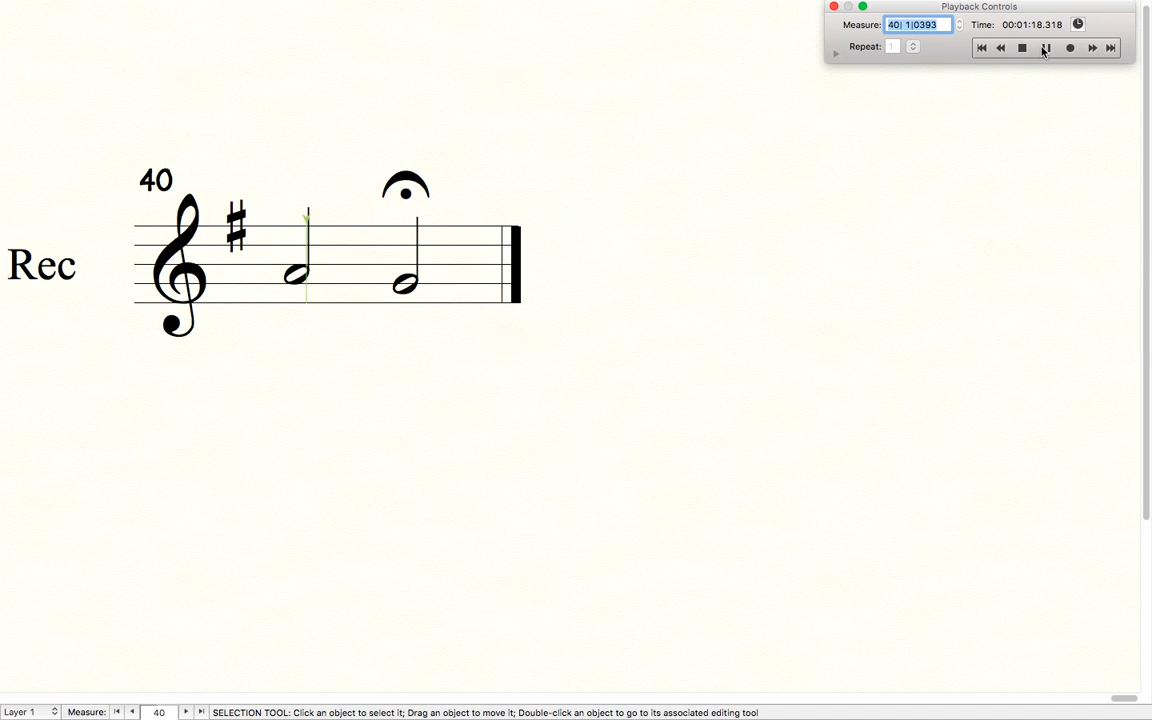 Playback Controls
Measure: 40| 1|0393 Time: 00:01:18.318
Repeat: 1
40
Rec
Layer 1 Measure: 40 SELECTION TOOL: Click an object to select it; Drag an object to move it; Double-click an object to go to its associated editing tool